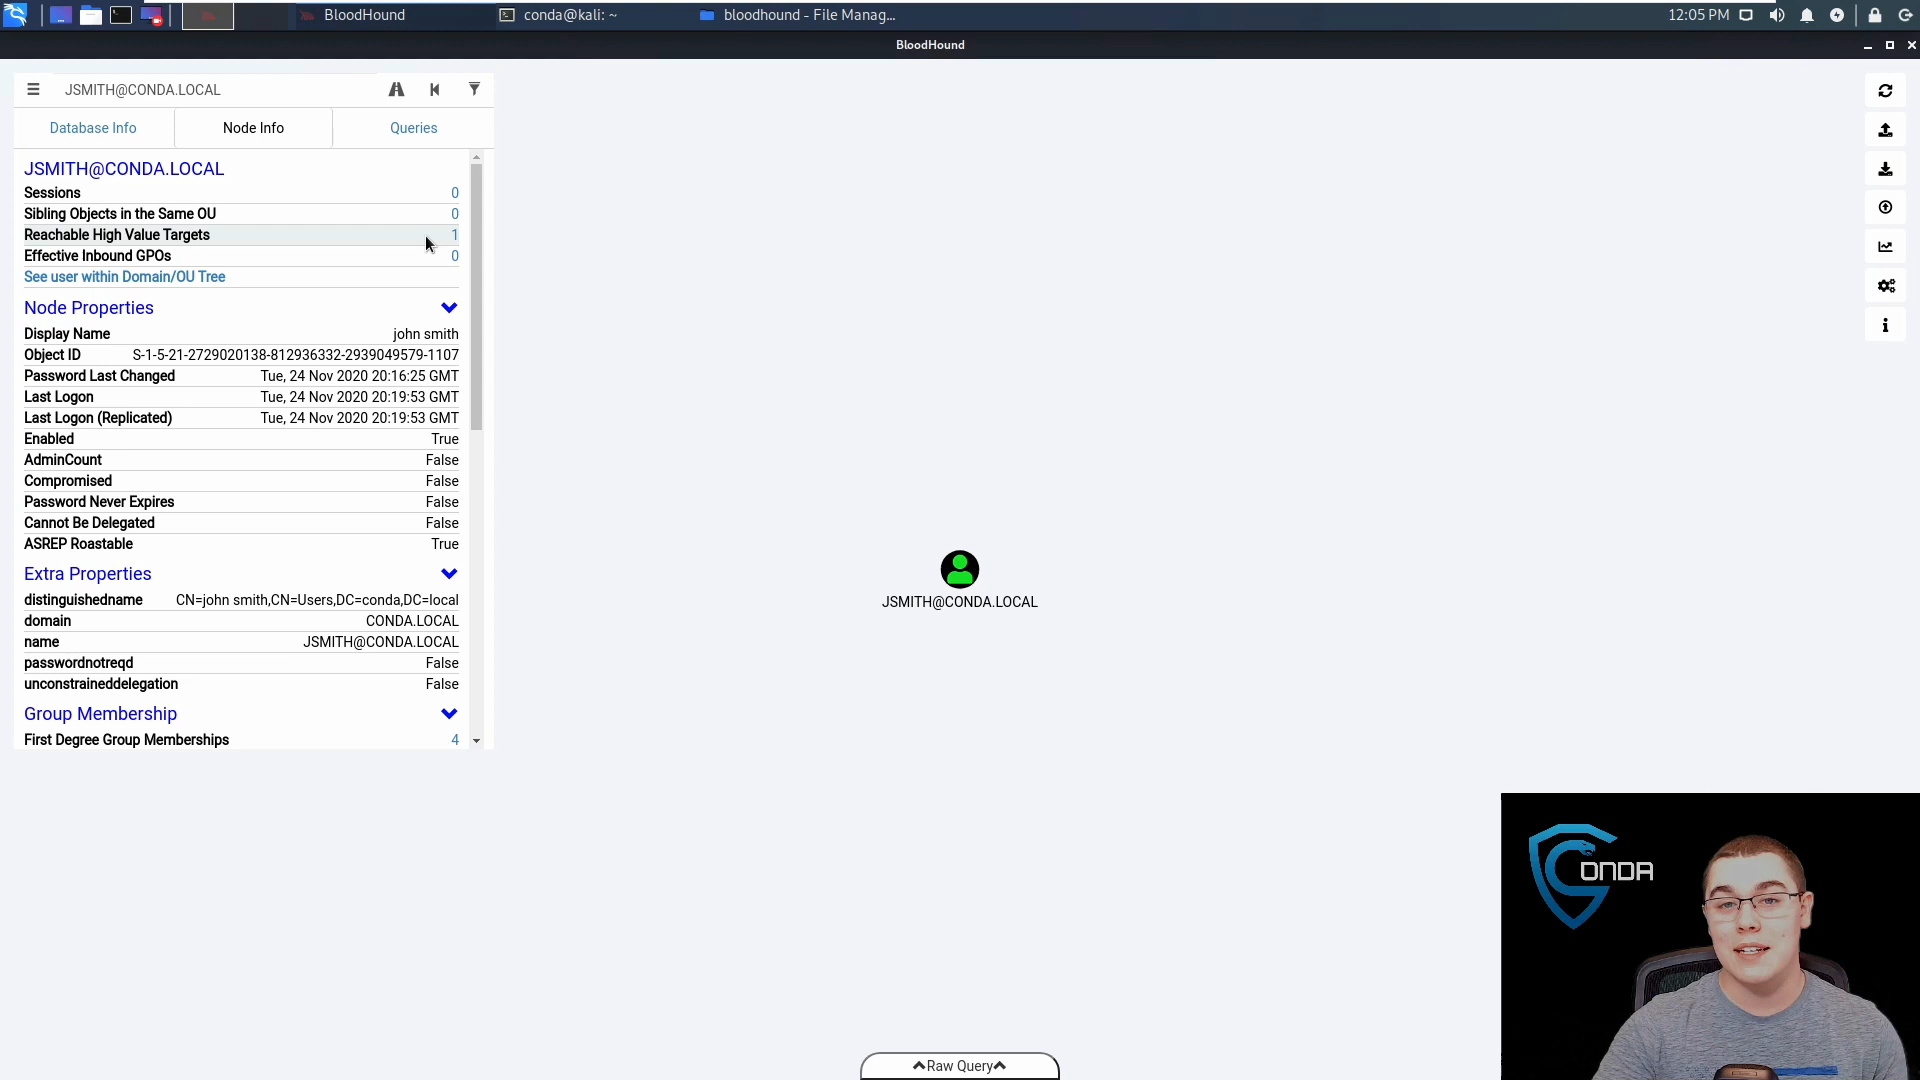 BloodHound
conda@kali: ~
bloodhound - File Manag...
12:05 PM
BloodHound
JSMITH@CONDA.LOCAL
Database Info
Node Info
Queries
JSMITH@CONDA.LOCAL
Sessions 0
Sibling Objects in the Same OU 0
Reachable High Value Targets 1
Effective Inbound GPOs 0
See user within Domain/OU Tree
Node Properties
Display Name john smith
Object ID S-1-5-21-2729020138-812936332-2939049579-1107
Password Last Changed Tue, 24 Nov 2020 20:16:25 GMT
Last Logon Tue, 24 Nov 2020 20:19:53 GMT
Last Logon (Replicated) Tue, 24 Nov 2020 20:19:53 GMT
Enabled True
AdminCount False
Compromised False
Password Never Expires False
Cannot Be Delegated False
ASREP Roastable True
Extra Properties
distinguishedname CN=john smith,CN=Users,DC=conda,DC=local
domain CONDA.LOCAL
name JSMITH@CONDA.LOCAL
passwordnotreqd False
unconstraineddelegation False
Group Membership
First Degree Group Memberships 4
JSMITH@CONDA.LOCAL
CONDA
Raw Query